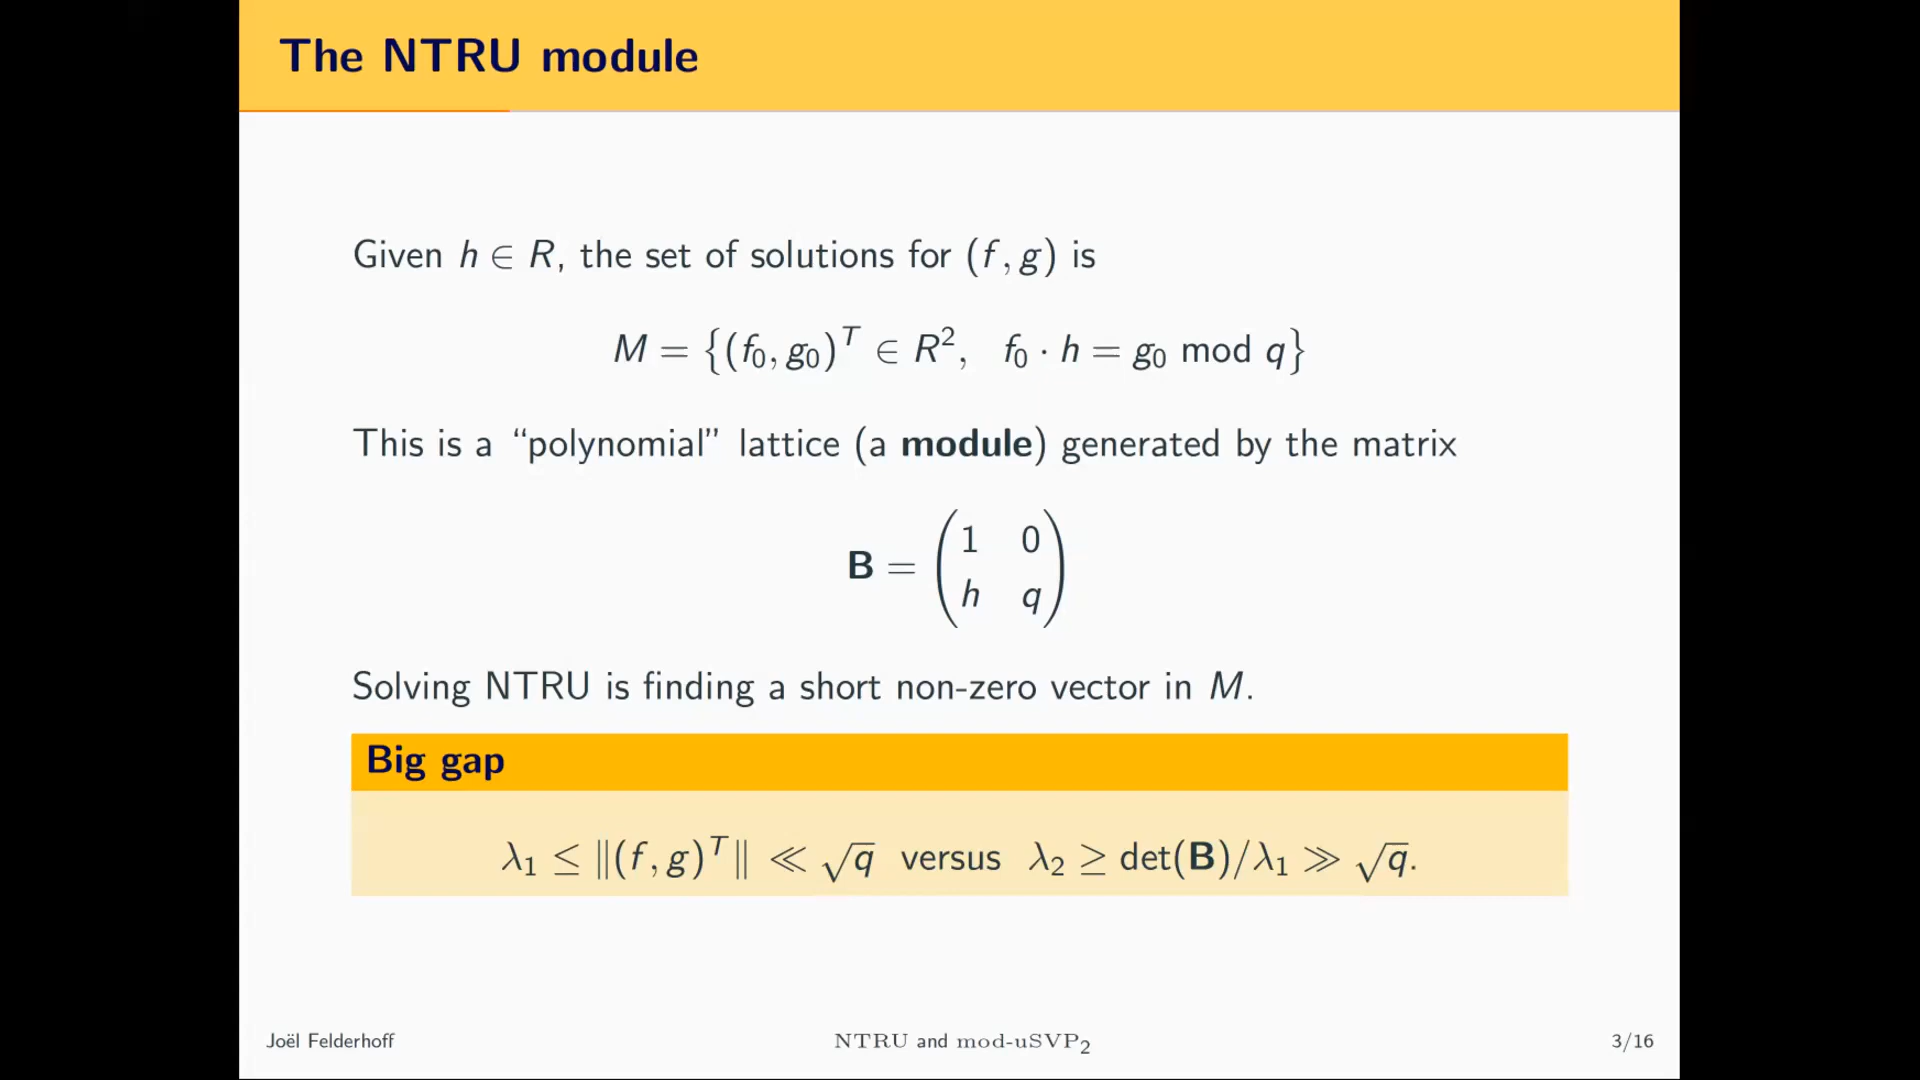 The NTRU module
Given h ∈ R, the set of solutions for (f, g) is
M = {(f₀, g₀)ᵀ ∈ R², f₀ · h = g₀ mod q}
This is a “polynomial” lattice (a module) generated by the matrix
B = (1 0
h q)
Solving NTRU is finding a short non-zero vector in M.
Big gap
λ₁ ≤ ‖(f, g)ᵀ‖ ≪ √q versus λ₂ ≥ det(B)/λ₁ ≫ √q.
Joël Felderhoff NTRU and mod-uSVP₂ 3/16